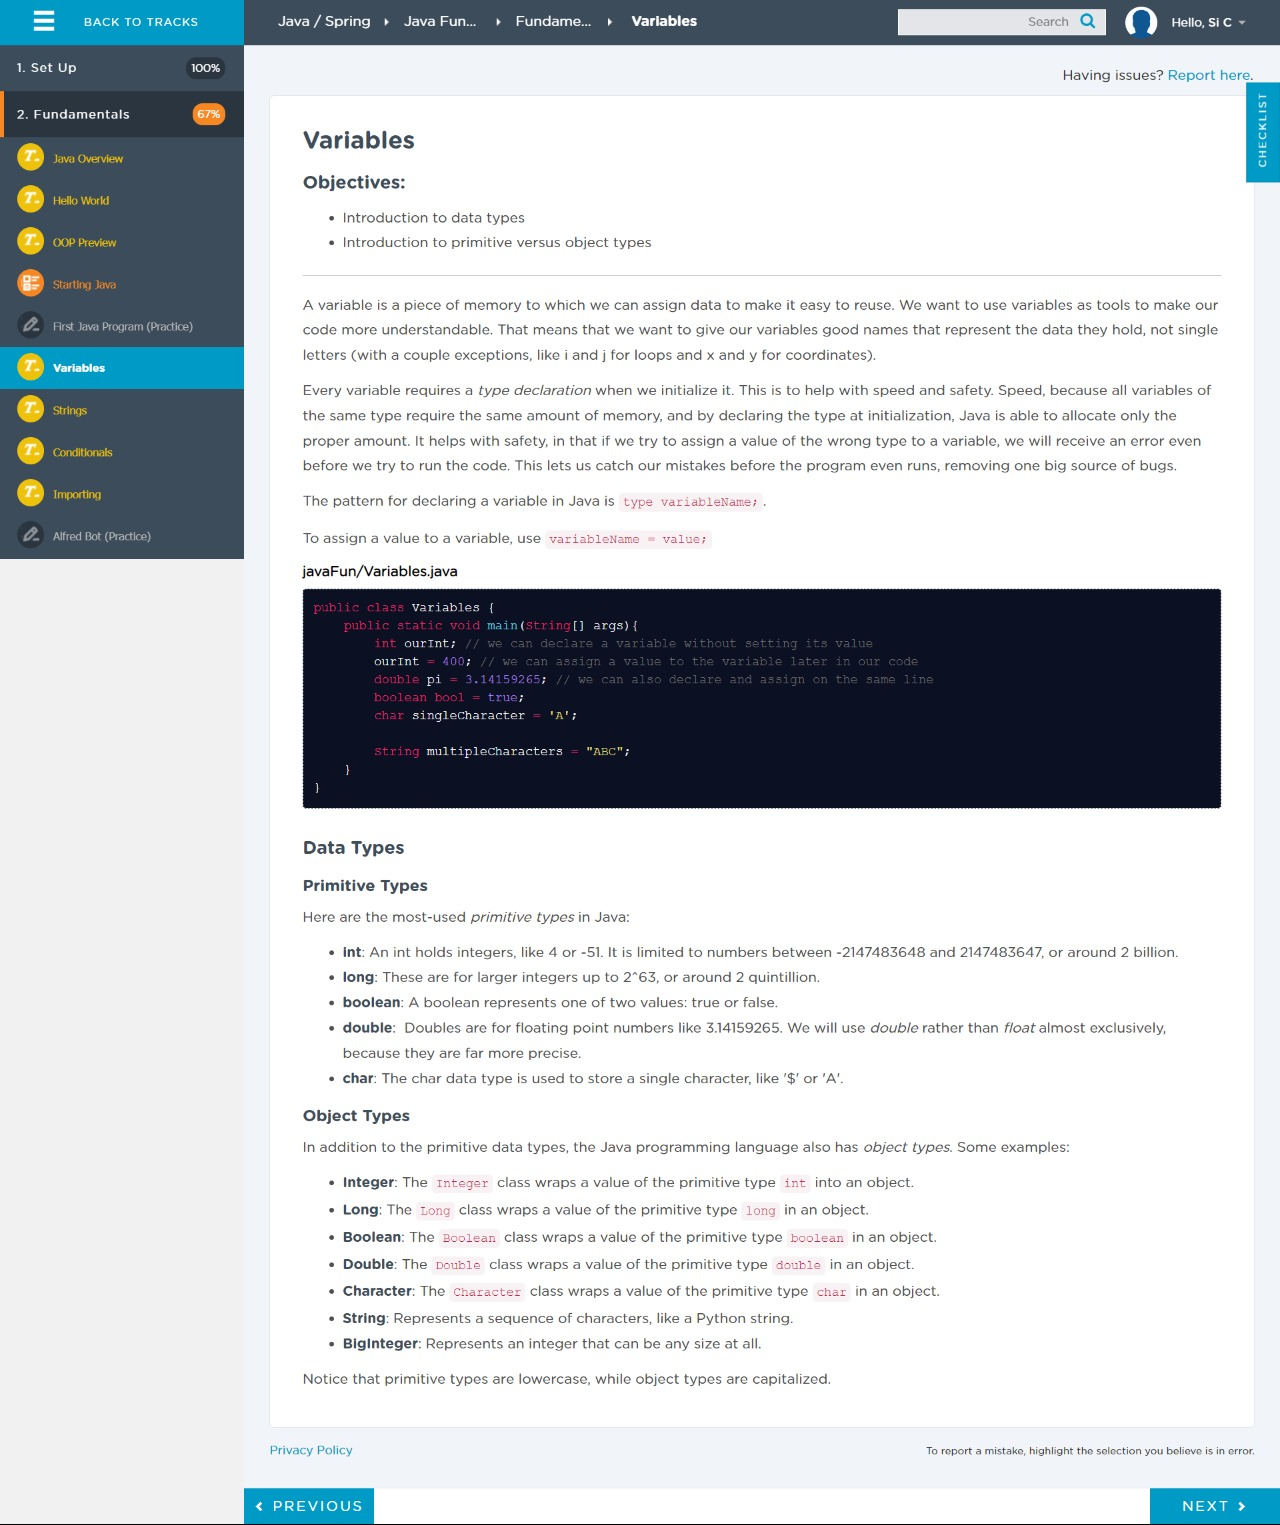 BACK TO TRACKS
Java / Spring
Java Fun...
Fundame...
Variables
Search
Hello, Si C
1. Set Up
100%
2. Fundamentals
67%
Java Overview
Hello World
OOP Preview
Starting Java
First Java Program (Practice)
Variables
Strings
Conditionals
Importing
Alfred Bot (Practice)
Having issues? Report here.
CHECKLIST
Variables
Objectives:
• Introduction to data types
• Introduction to primitive versus object types
A variable is a piece of memory to which we can assign data to make it easy to reuse. We want to use variables as tools to make our
code more understandable. That means that we want to give our variables good names that represent the data they hold, not single
letters (with a couple exceptions, like i and j for loops and x and y for coordinates).
Every variable requires a type declaration when we initialize it. This is to help with speed and safety. Speed, because all variables of
the same type require the same amount of memory, and by declaring the type at initialization, Java is able to allocate only the
proper amount. It helps with safety, in that if we try to assign a value of the wrong type to a variable, we will receive an error even
before we try to run the code. This lets us catch our mistakes before the program even runs, removing one big source of bugs.
The pattern for declaring a variable in Java is type variableName; .
To assign a value to a variable, use variableName = value;
javaFun/Variables.java
public class Variables {
    public static void main(String[] args){
        int ourInt; // we can declare a variable without setting its value
        ourInt = 400; // we can assign a value to the variable later in our code
        double pi = 3.14159265; // we can also declare and assign on the same line
        boolean bool = true;
        char singleCharacter = 'A';
        String multipleCharacters = "ABC";
    }
}
Data Types
Primitive Types
Here are the most-used primitive types in Java:
• int: An int holds integers, like 4 or -51. It is limited to numbers between -2147483648 and 2147483647, or around 2 billion.
• long: These are for larger integers up to 2^63, or around 2 quintillion.
• boolean: A boolean represents one of two values: true or false.
• double:  Doubles are for floating point numbers like 3.14159265. We will use double rather than float almost exclusively,
because they are far more precise.
• char: The char data type is used to store a single character, like '$' or 'A'.
Object Types
In addition to the primitive data types, the Java programming language also has object types. Some examples:
• Integer: The Integer class wraps a value of the primitive type int into an object.
• Long: The Long class wraps a value of the primitive type long in an object.
• Boolean: The Boolean class wraps a value of the primitive type boolean in an object.
• Double: The Double class wraps a value of the primitive type double in an object.
• Character: The Character class wraps a value of the primitive type char in an object.
• String: Represents a sequence of characters, like a Python string.
• BigInteger: Represents an integer that can be any size at all.
Notice that primitive types are lowercase, while object types are capitalized.
Privacy Policy
To report a mistake, highlight the selection you believe is in error.
PREVIOUS
NEXT